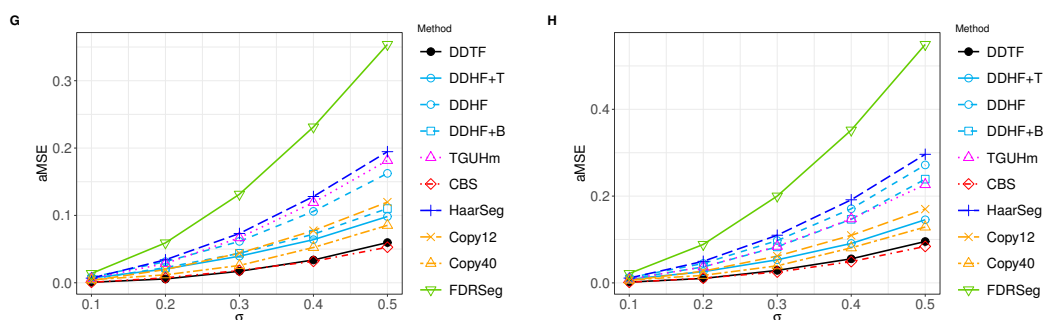 G
aMSE
0.3
0.2
0.1
0.0
0.1 0.2 0.3 0.4 0.5
σ
Method
DDTF
DDHF+T
DDHF
DDHF+B
TGUHm
CBS
HaarSeg
Copy12
Copy40
FDRSeg
H
aMSE
0.4
0.2
0.0
0.1 0.2 0.3 0.4 0.5
σ
Method
DDTF
DDHF+T
DDHF
DDHF+B
TGUHm
CBS
HaarSeg
Copy12
Copy40
FDRSeg